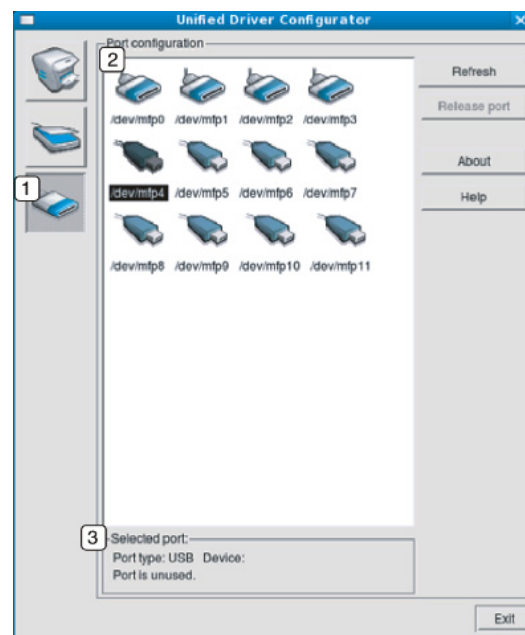 Unified Driver Configurator
Port configuration
2
Refresh
/dev/mfp0 /dev/mfp1 /dev/mfp2 /dev/mfp3
Release port
About
1
/dev/mfp4 /dev/mfp5 /dev/mfp6 /dev/mfp7
Help
/dev/mfp8 /dev/mfp9 /dev/mfp10 /dev/mfp11
3
Selected port:
Port type: USB Device:
Port is unused.
Exit